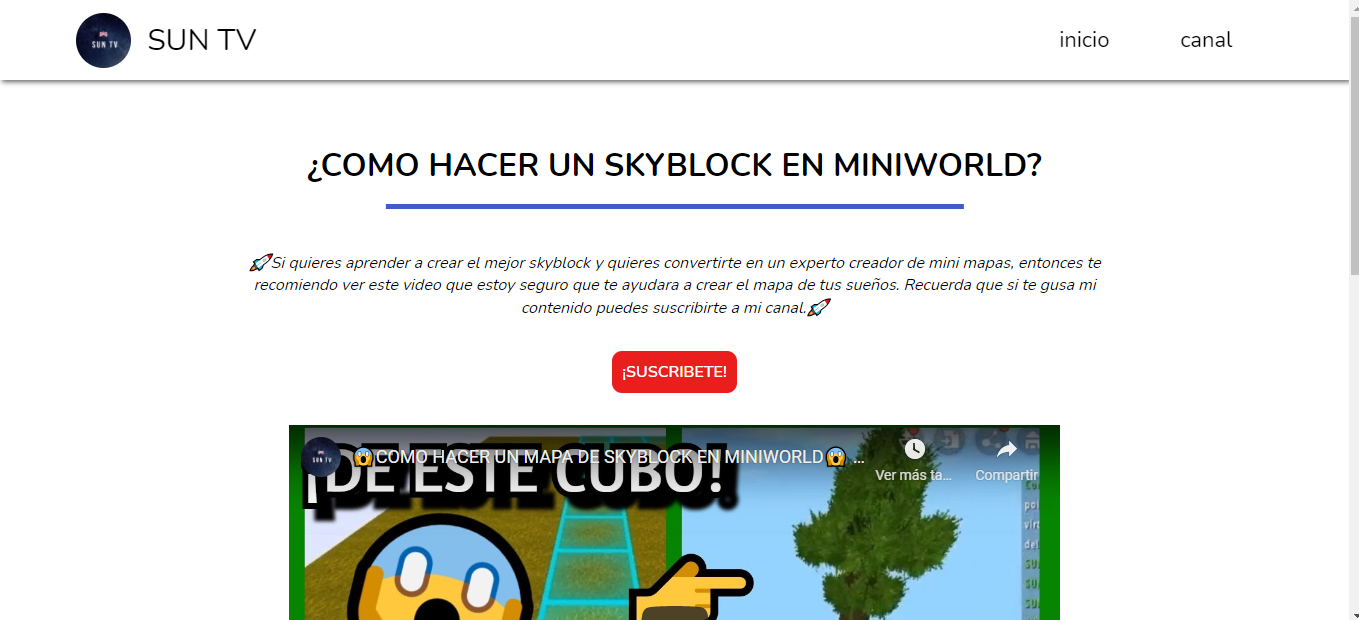 SUN TV
SUN TV
inicio
canal
¿COMO HACER UN SKYBLOCK EN MINIWORLD?
🚀Si quieres aprender a crear el mejor skyblock y quieres convertirte en un experto creador de mini mapas, entonces te
recomiendo ver este video que estoy seguro que te ayudara a crear el mapa de tus sueños. Recuerda que si te gusa mi
contenido puedes suscribirte a mi canal.🚀
¡SUSCRIBETE!
SUN TV
😱COMO HACER UN MAPA DE SKYBLOCK EN MINIWORLD😱 ...
Ver más ta...
Compartir
¡DE ESTE CUBO!